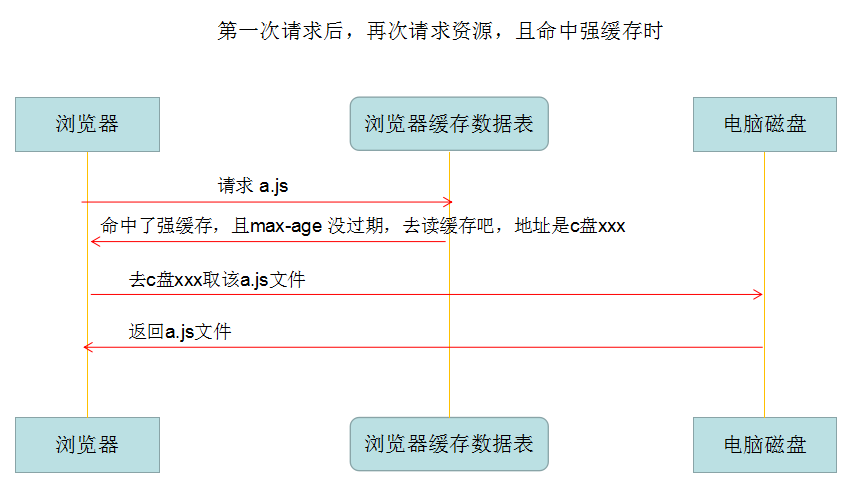 第一次请求后，再次请求资源，且命中强缓存时
浏览器
浏览器缓存数据表
电脑磁盘
请求 a.js
命中了强缓存，且max-age 没过期，去读缓存吧，地址是c盘xxx
去c盘xxx取该a.js文件
返回a.js文件
浏览器
浏览器缓存数据表
电脑磁盘